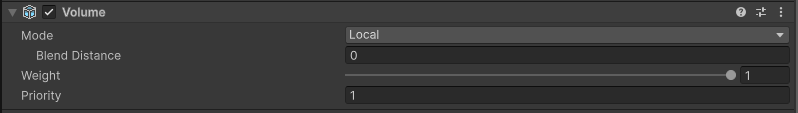 Volume
Mode Local
Blend Distance 0
Weight 1
Priority 1